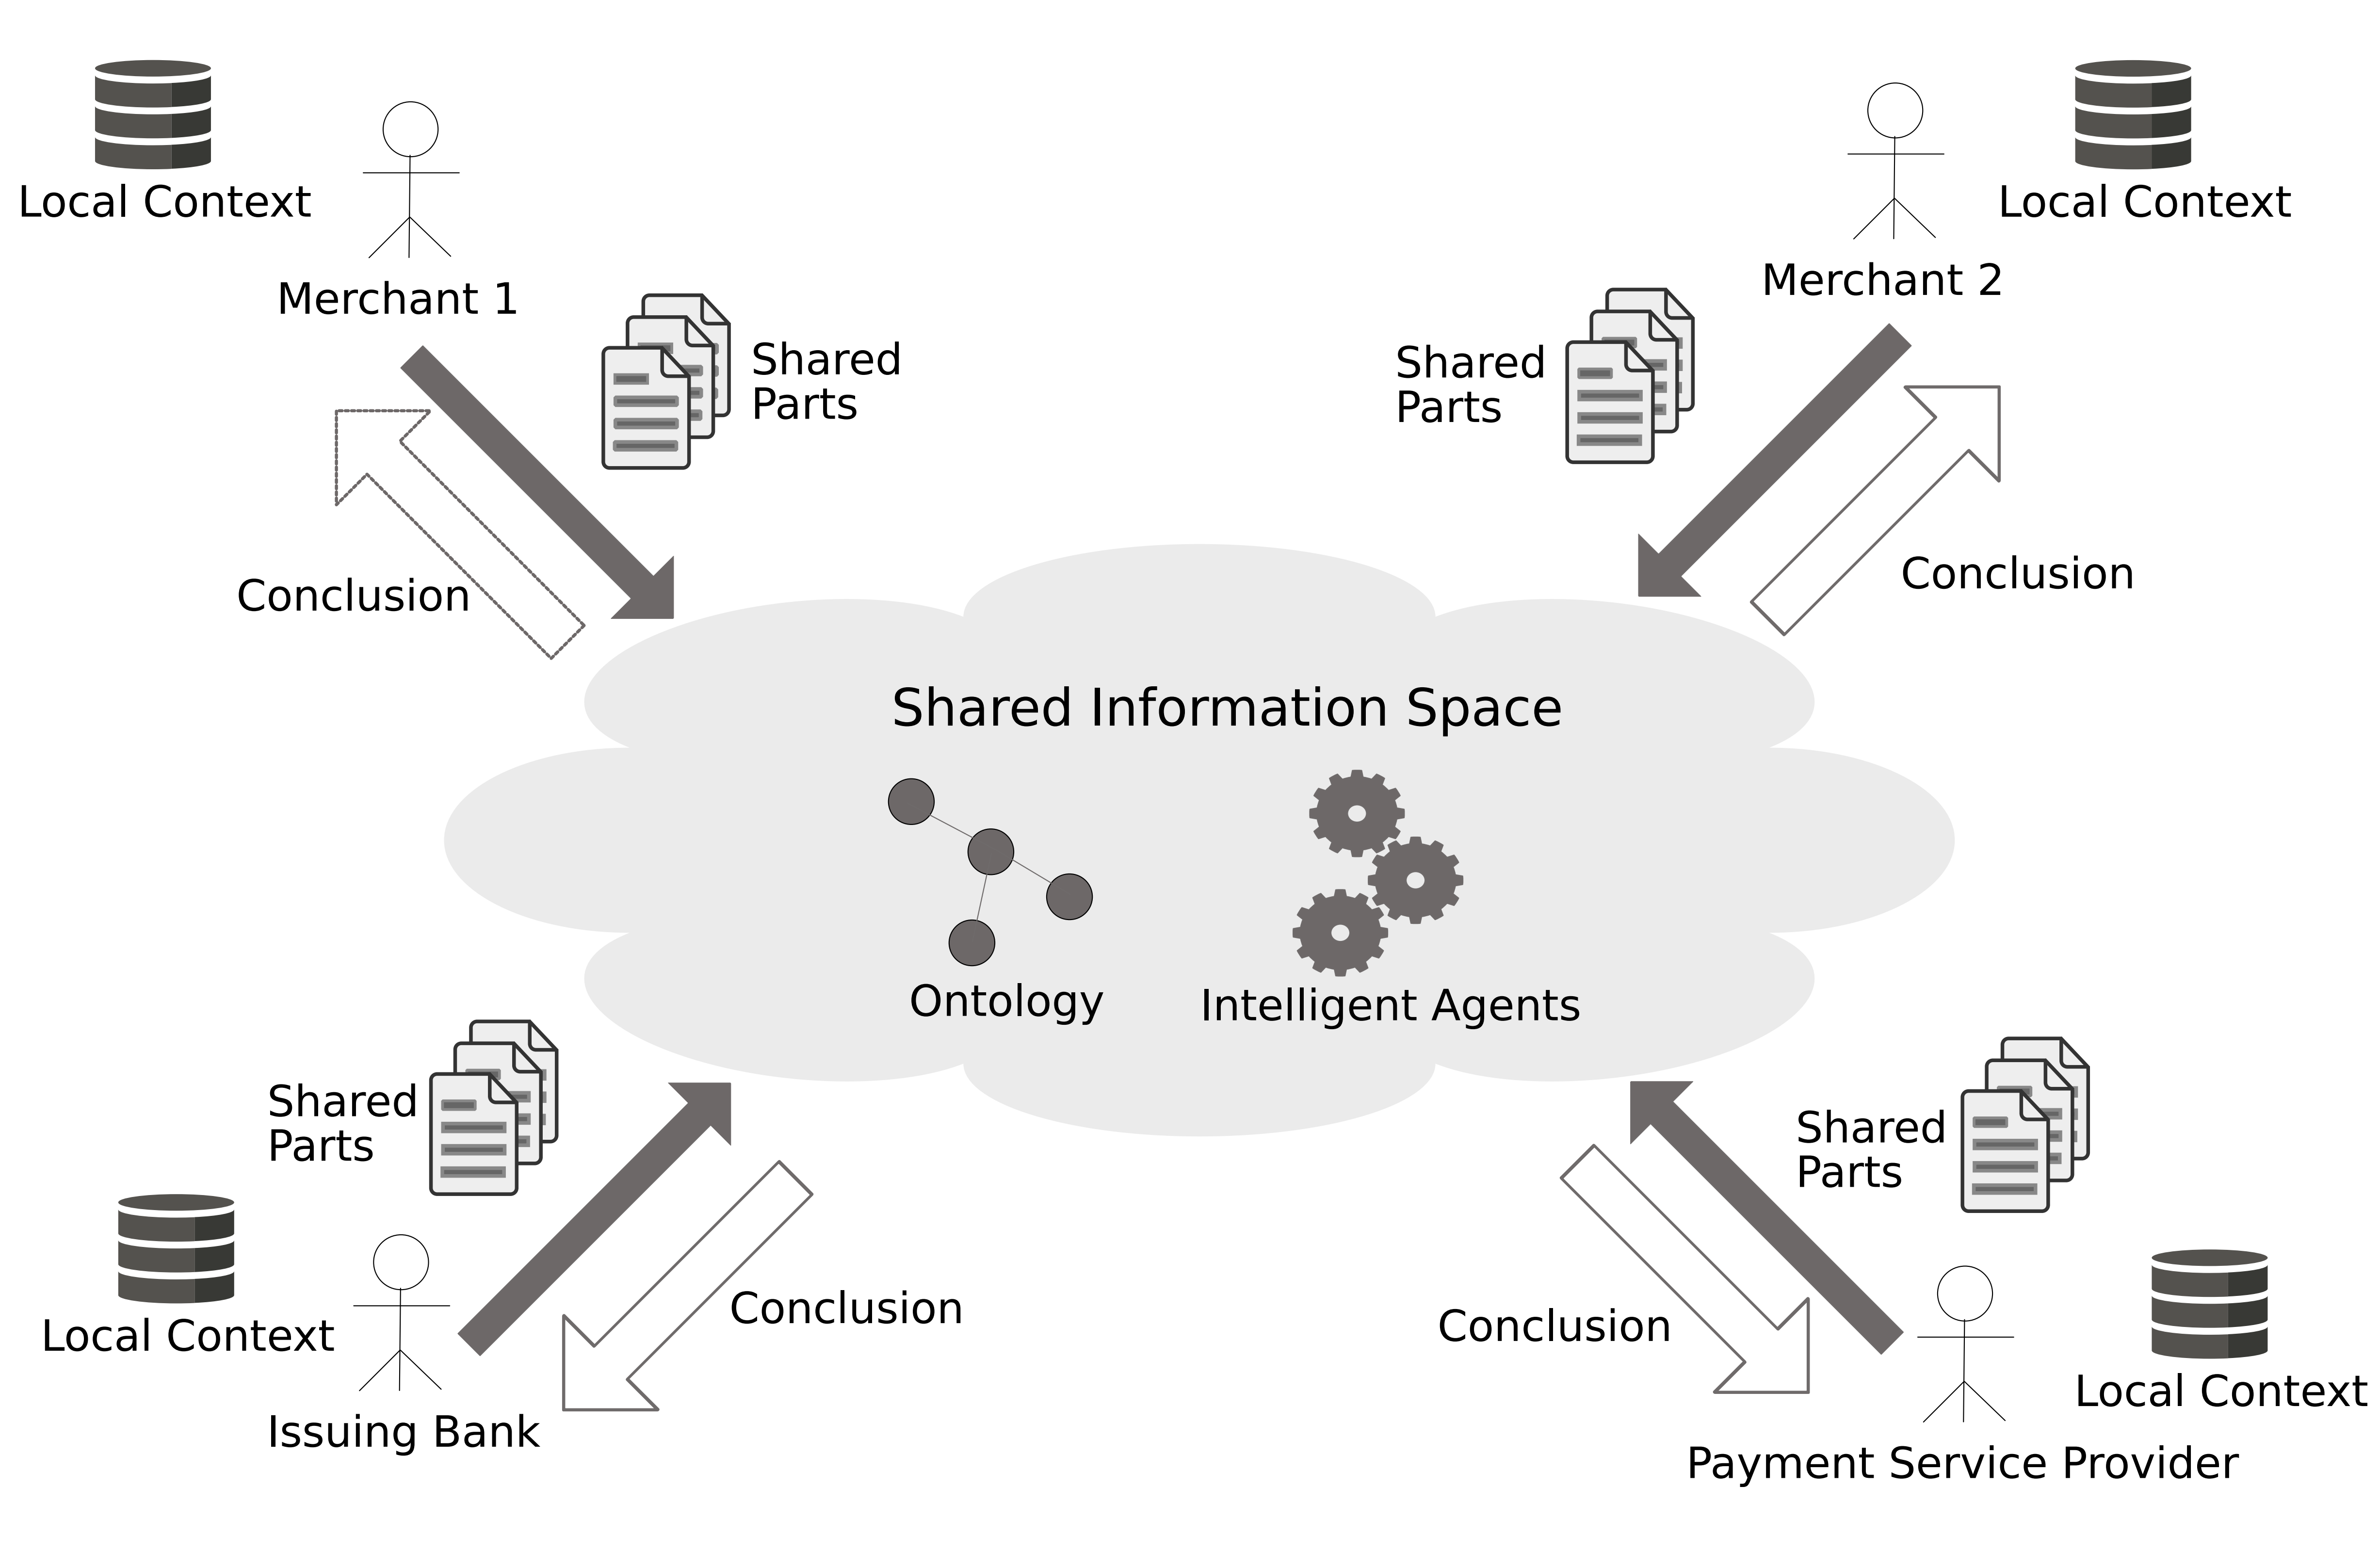 Local Context
Merchant 1
Shared
Parts
Conclusion
Local Context
Merchant 2
Shared
Parts
Conclusion
Shared Information Space
Ontology
Intelligent Agents
Shared
Parts
Local Context
Issuing Bank
Conclusion
Shared
Parts
Conclusion
Local Context
Payment Service Provider